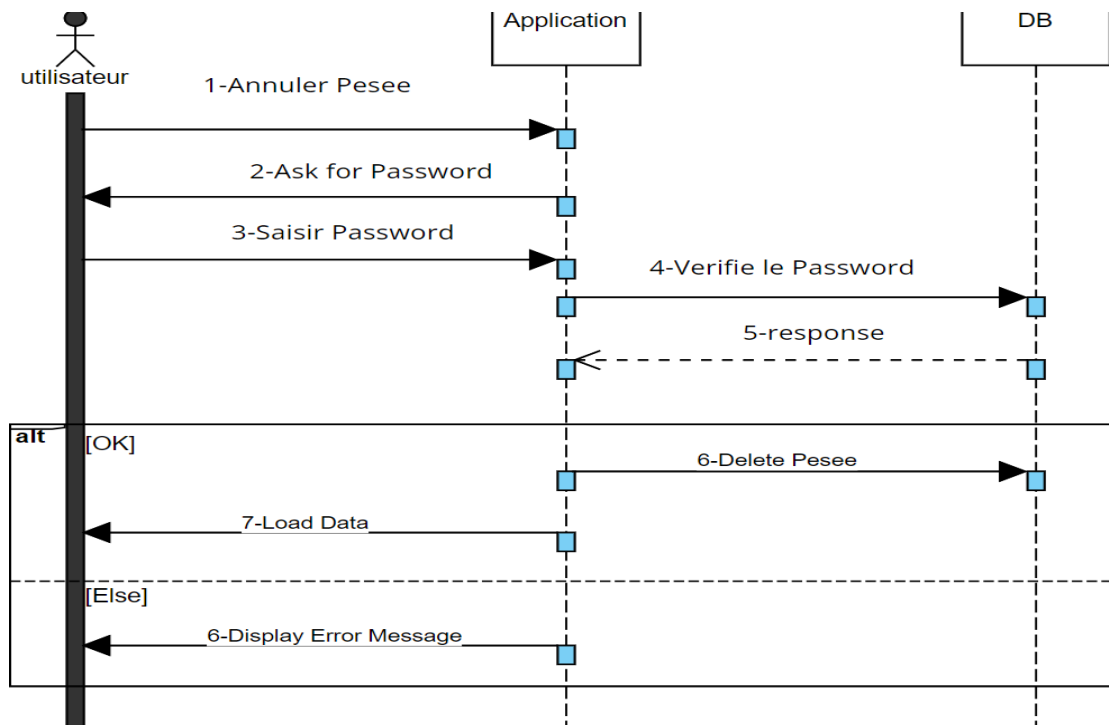 Application
DB
utilisateur
1-Annuler Pesee
2-Ask for Password
3-Saisir Password
4-Verifie le Password
5-response
alt
[OK]
6-Delete Pesee
7-Load Data
[Else]
6-Display Error Message